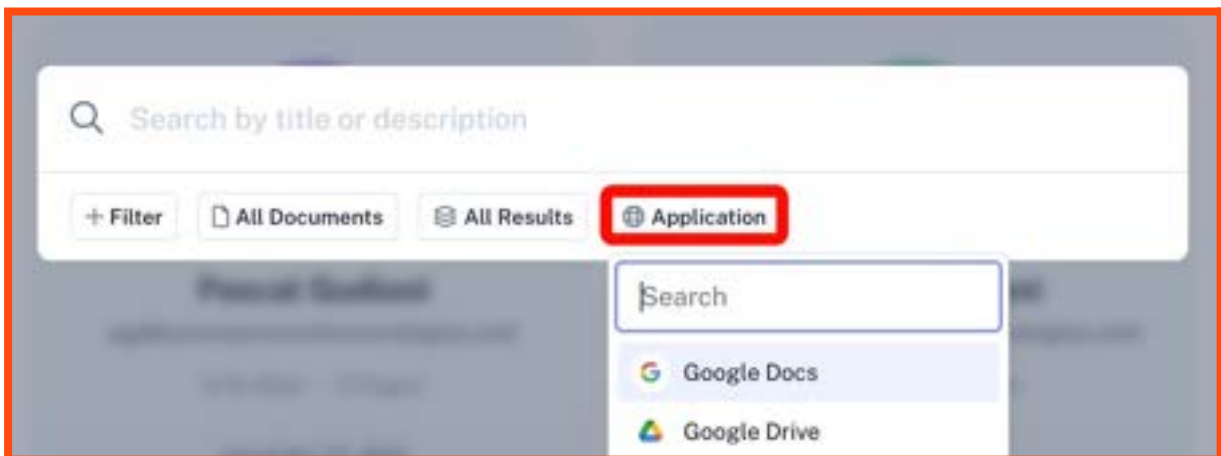 Search by title or description
Filter All Documents All Results Application
Search
Google Docs
Google Drive